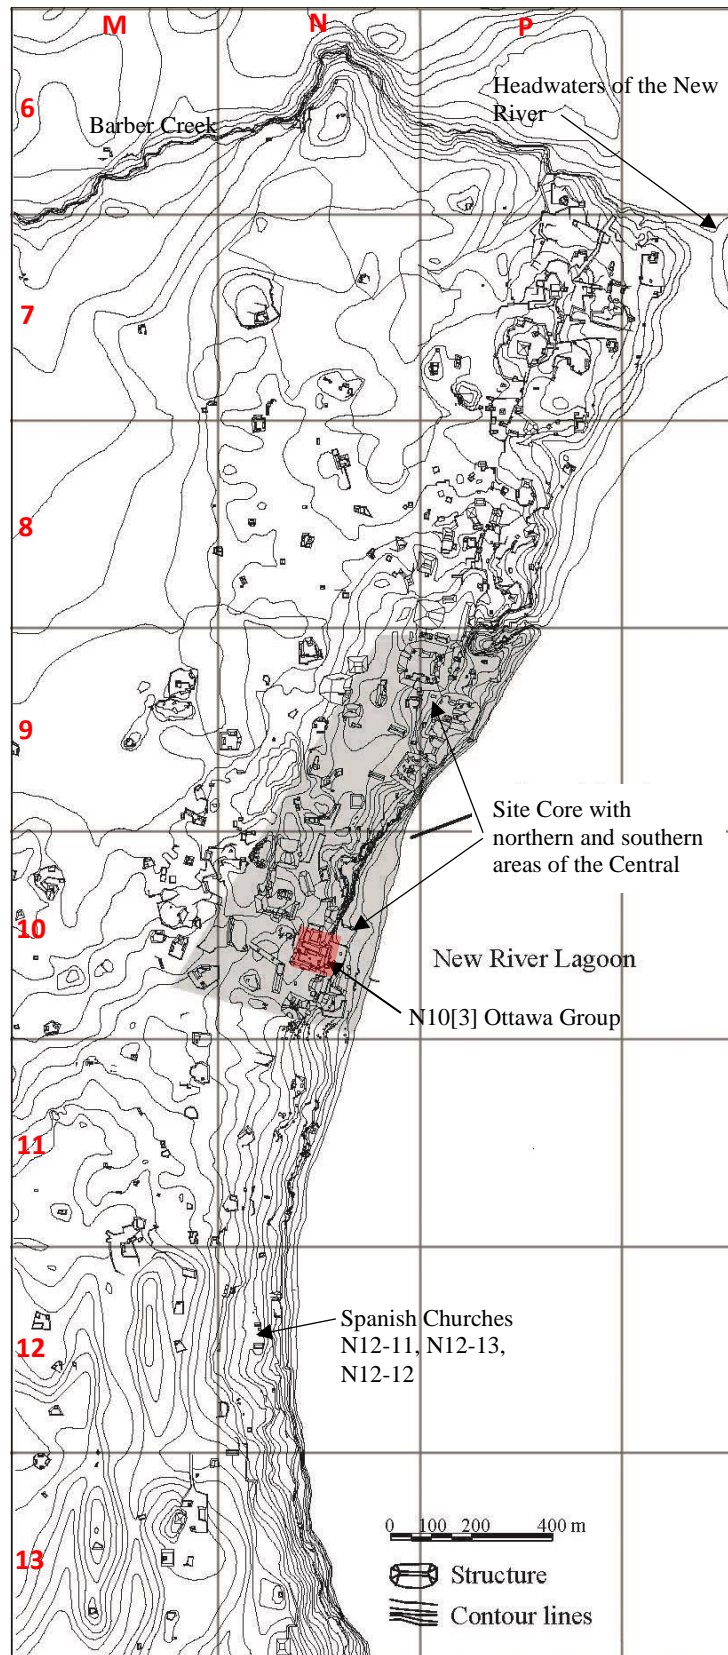 M
N
P
6
Headwaters of the New
River
Barber Creek
7
8
9
Site Core with
northern and southern
areas of the Central
10
New River Lagoon
N10[3] Ottawa Group
11
Spanish Churches
N12-11, N12-13,
N12-12
12
0 100 200 400 m
13
Structure
Contour lines